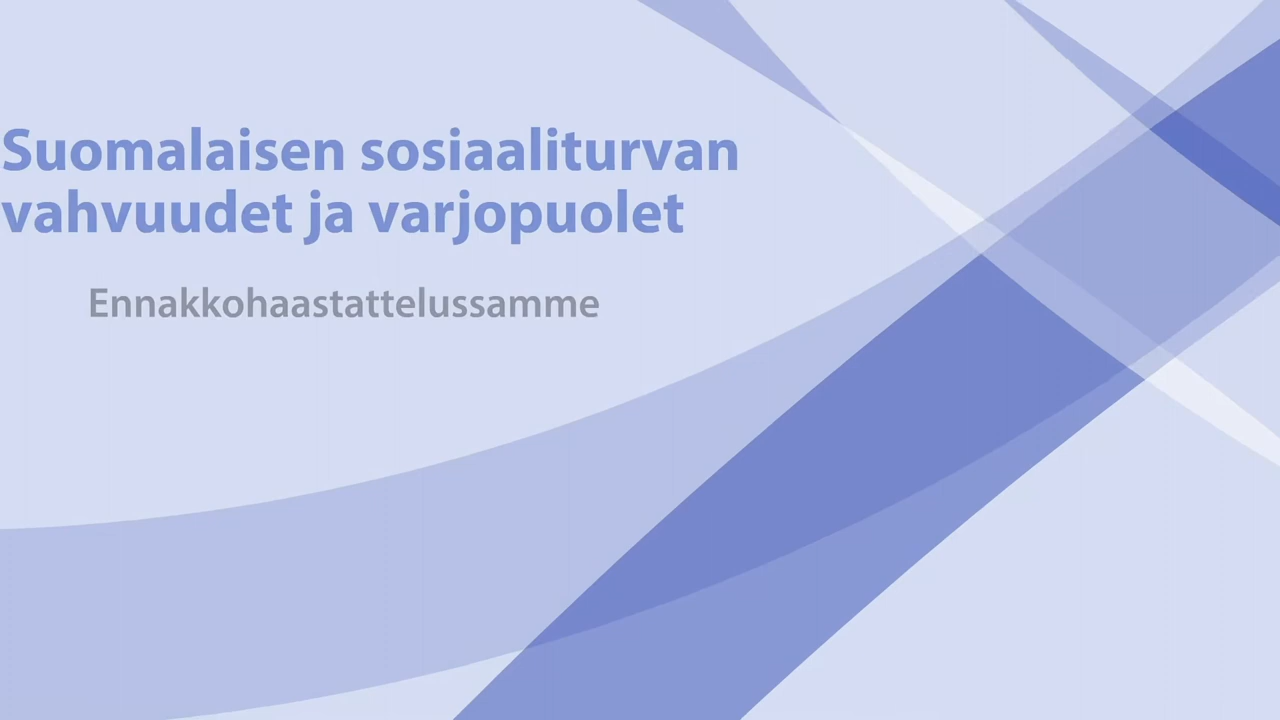 Suomalaisen sosiaaliturvan
vahvuudet ja varjopuolet
Ennakkohaastattelussamme